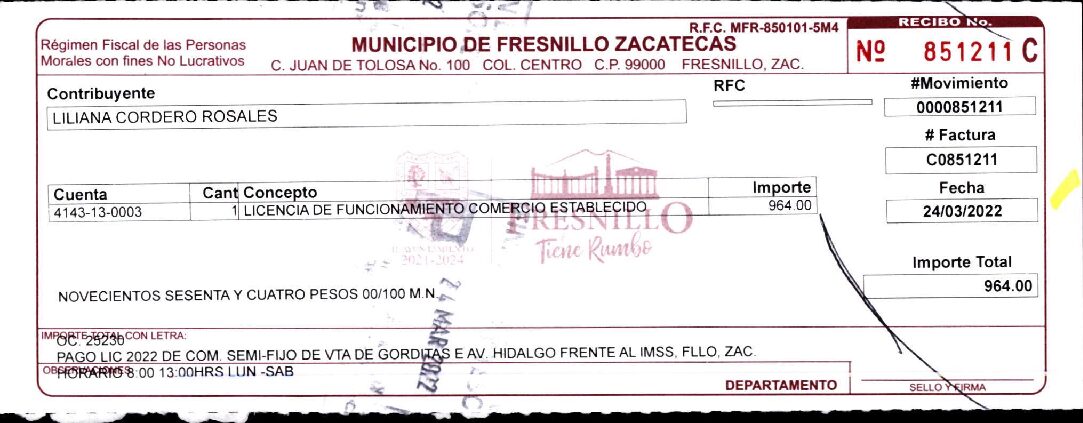 R.F.C. MFR-850101-5M4
RECIBO No.
Régimen Fiscal de las Personas
Morales con fines No Lucrativos
MUNICIPIO DE FRESNILLO ZACATECAS
C. JUAN DE TOLOSA No. 100 COL. CENTRO C.P. 99000 FRESNILLO, ZAC.
Nº 851211 C
Contribuyente
RFC
#Movimiento
LILIANA CORDERO ROSALES
0000851211
# Factura
C0851211
Cuenta Cant Concepto Importe
Fecha
4143-13-0003 1 LICENCIA DE FUNCIONAMIENTO COMERCIO ESTABLECIDO 964.00
24/03/2022
FRESNILLO
Tiene Rumbo
H. AYUNTAMIENTO
2021-2024
Importe Total
964.00
NOVECIENTOS SESENTA Y CUATRO PESOS 00/100 M.N.
24 MAR 2022
IMPORTE TOTAL CON LETRA:
OC. 29230
PAGO LIC 2022 DE COM. SEMI-FIJO DE VTA DE GORDITAS E AV. HIDALGO FRENTE AL IMSS, FLLO, ZAC.
OBSERVACIONES
HORARIO 8:00 13:00HRS LUN -SAB
DEPARTAMENTO
SELLO Y FIRMA